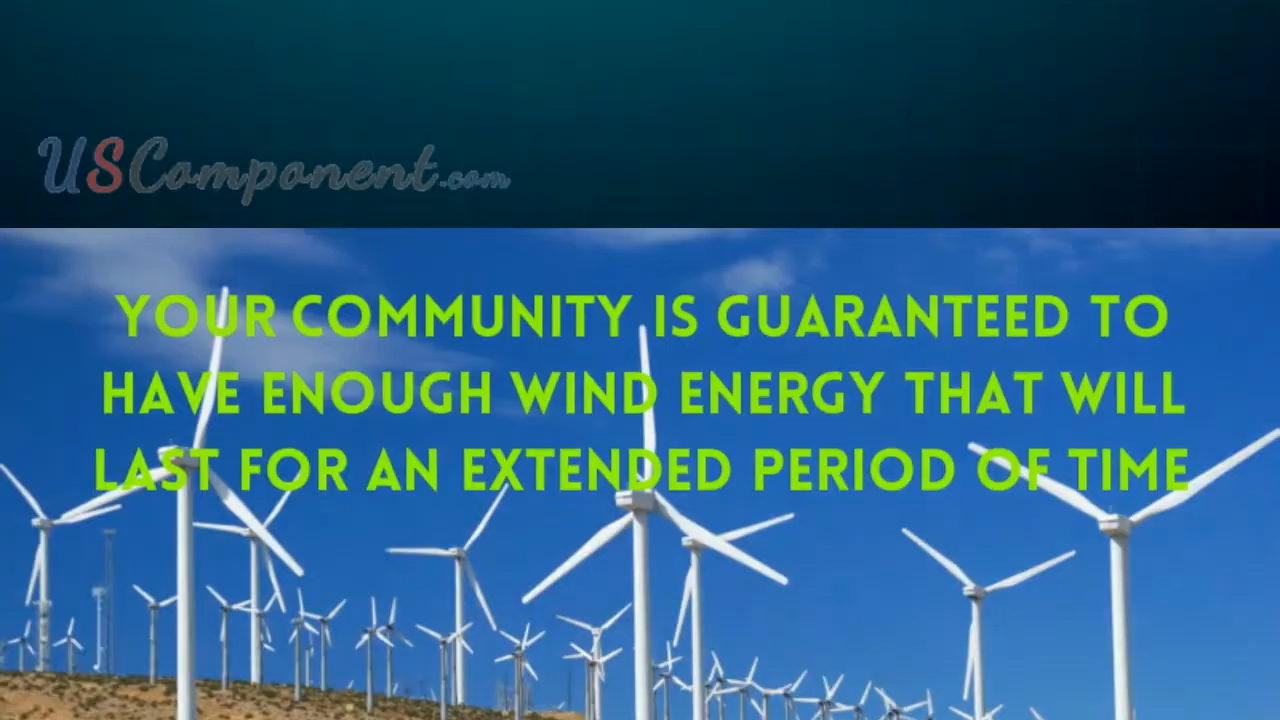 USComponent.com
YOUR COMMUNITY IS GUARANTEED TO
HAVE ENOUGH WIND ENERGY THAT WILL
LAST FOR AN EXTENDED PERIOD OF TIME